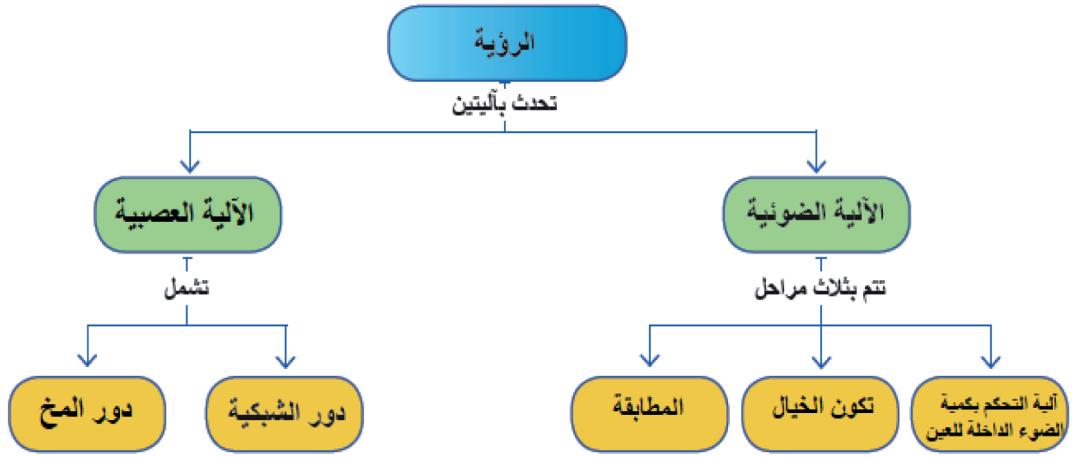 الرؤية
تحدث بآليتين
الآلية الضوئية
الآلية العصبية
تتم بثلاث مراحل
تشمل
آلية التحكم بكمية
الضوء الداخلة للعين
تكون الخيال
المطابقة
دور الشبكية
دور المخ